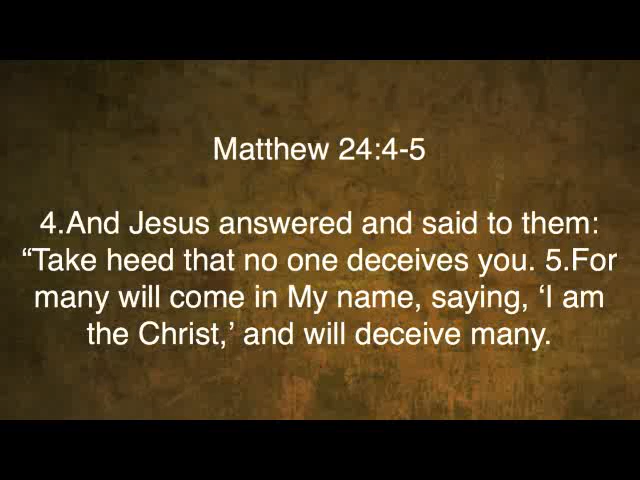 Matthew 24:4-5
4.And Jesus answered and said to them:
“Take heed that no one deceives you. 5.For
many will come in My name, saying, ‘I am
the Christ,’ and will deceive many.